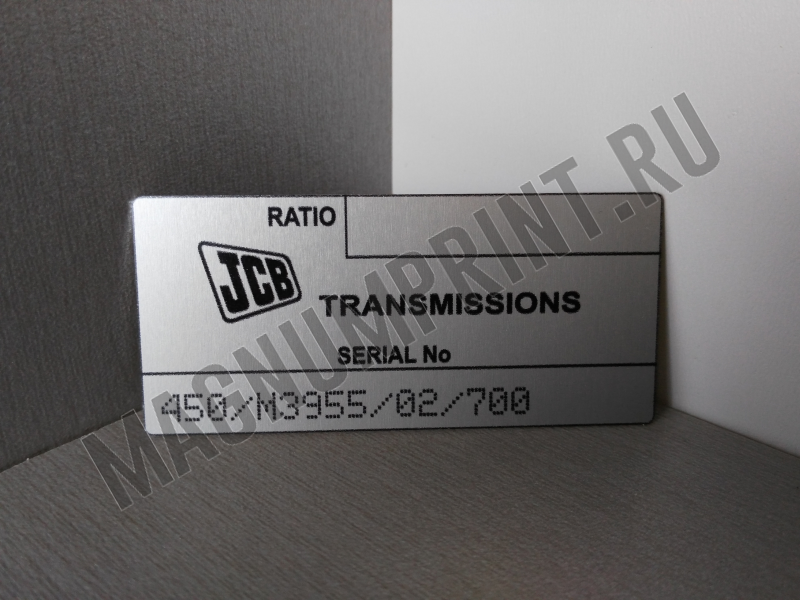 RATIO
JCB
TRANSMISSIONS
SERIAL No
450/M3955/02/700
MAGNUMPRINT.RU